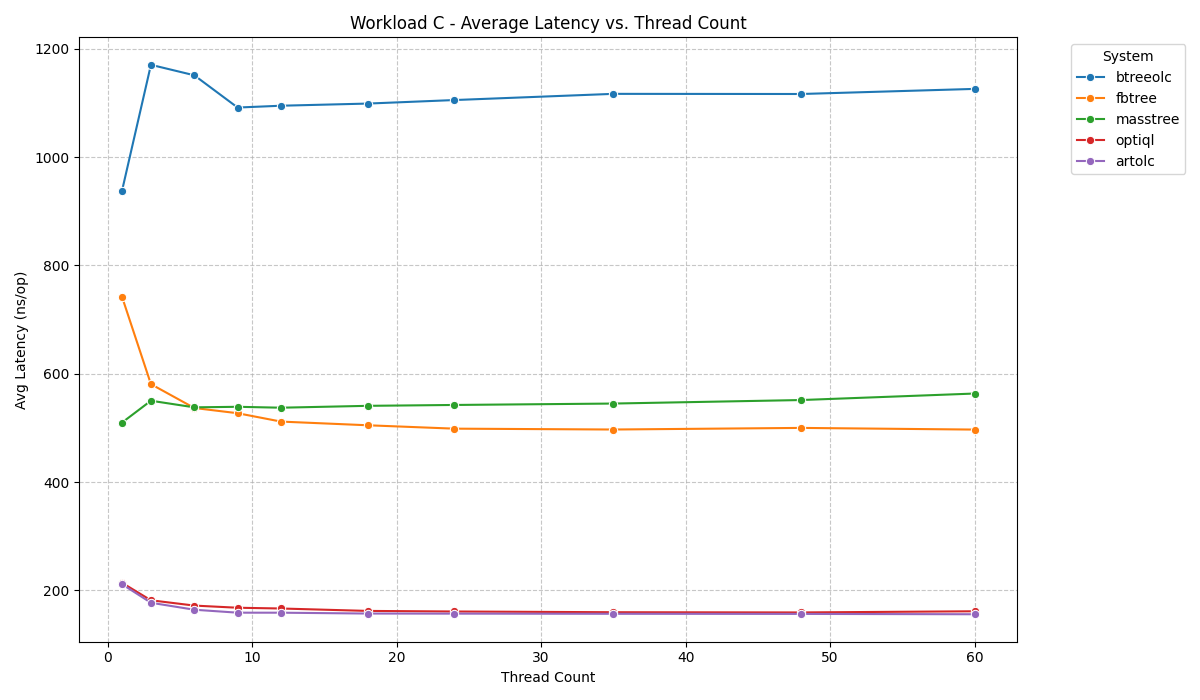 Workload C - Average Latency vs. Thread Count
System
btreeolc
fbtree
masstree
optiql
artolc
Avg Latency (ns/op)
1200
1000
800
600
400
200
0 10 20 30 40 50 60
Thread Count